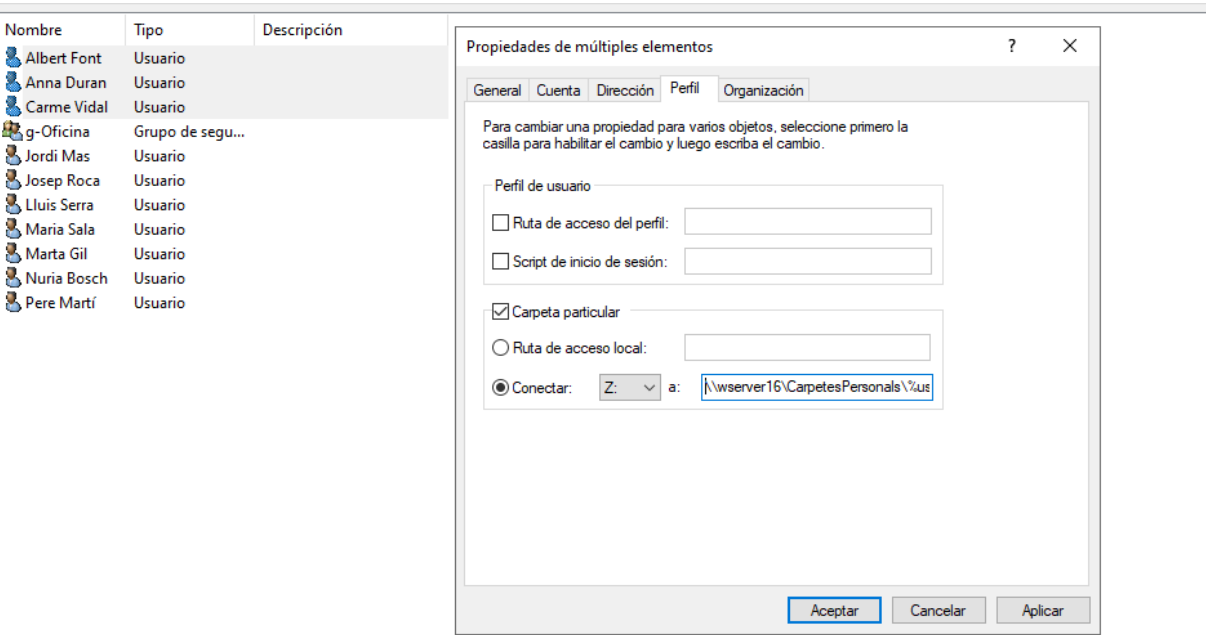 Nombre Tipo Descripción
Albert Font Usuario
Anna Duran Usuario
Carme Vidal Usuario
g-Oficina Grupo de segu...
Jordi Mas Usuario
Josep Roca Usuario
Lluis Serra Usuario
Maria Sala Usuario
Marta Gil Usuario
Nuria Bosch Usuario
Pere Martí Usuario
Propiedades de múltiples elementos ? X
General Cuenta Dirección Perfil Organización
Para cambiar una propiedad para varios objetos, seleccione primero la
casilla para habilitar el cambio y luego escriba el cambio.
Perfil de usuario
Ruta de acceso del perfil:
Script de inicio de sesión:
Carpeta particular
Ruta de acceso local:
Conectar: Z: a: \\wserver16\CarpetesPersonals\%us
Aceptar Cancelar Aplicar